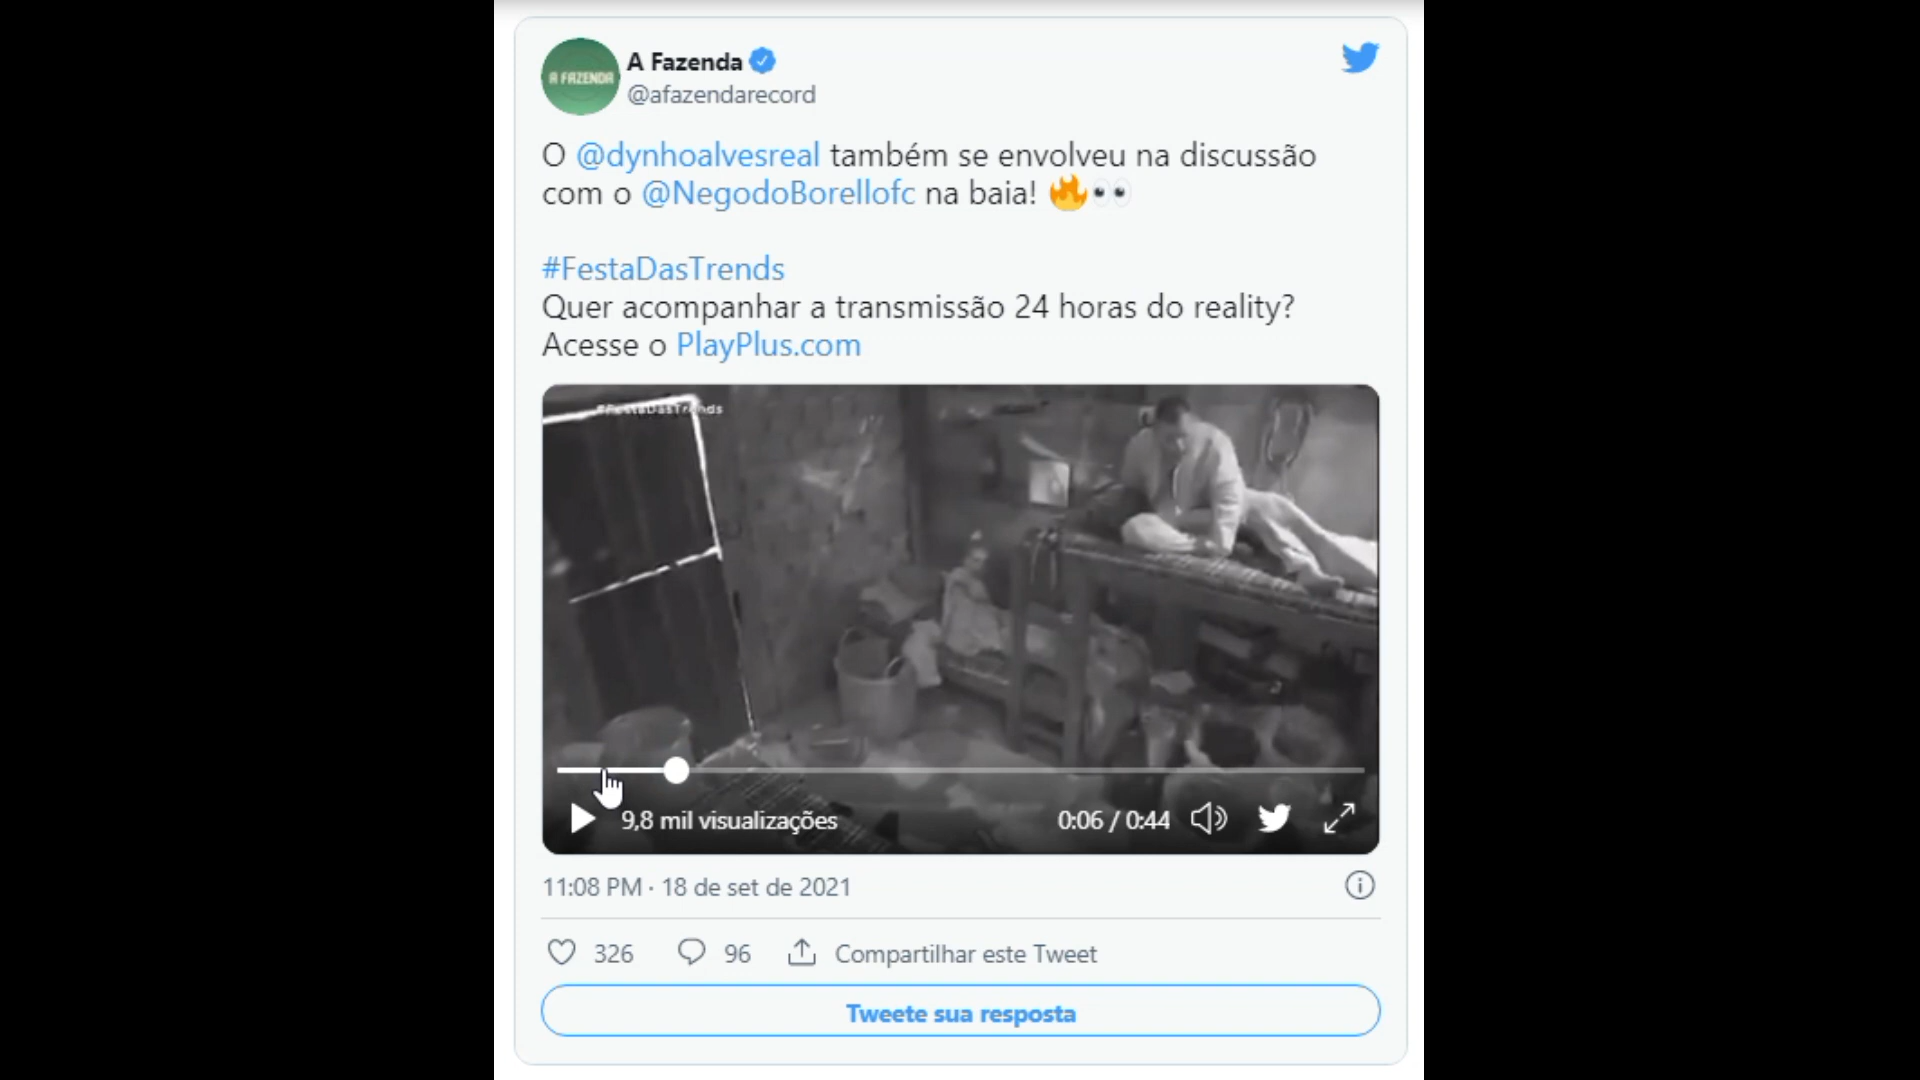 A FAZENDA
A Fazenda
@afazendarecord
O @dynhoalvesreal também se envolveu na discussão
com o @NegodoBorellofc na baia! 🔥👀
#FestaDasTrends
Quer acompanhar a transmissão 24 horas do reality?
Acesse o PlayPlus.com
#FestaDasTrends
9,8 mil visualizações
0:06 / 0:44
11:08 PM · 18 de set de 2021
326
96
Compartilhar este Tweet
Tweete sua resposta